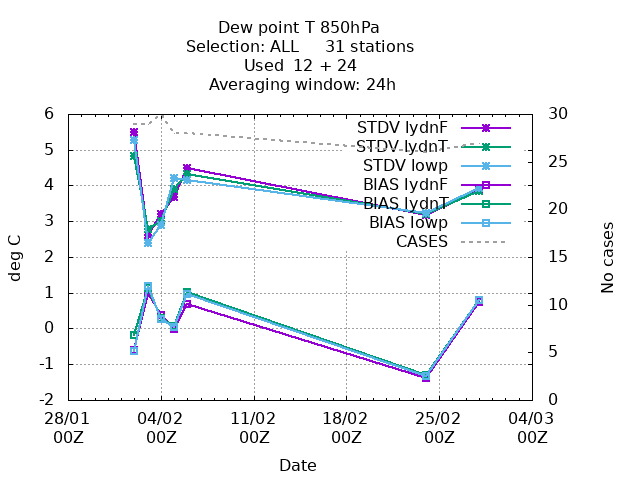 Dew point T 850hPa
Selection: ALL     31 stations
Used  12 + 24
Averaging window: 24h
6
5
4
3
2
1
0
-1
-2
deg C
30
25
20
15
10
5
0
No cases
STDV lydnF
STDV lydnT
STDV lowp
BIAS lydnF
BIAS lydnT
BIAS lowp
CASES
28/01 04/02 11/02 18/02 25/02 04/03
00Z 00Z 00Z 00Z 00Z 00Z
Date